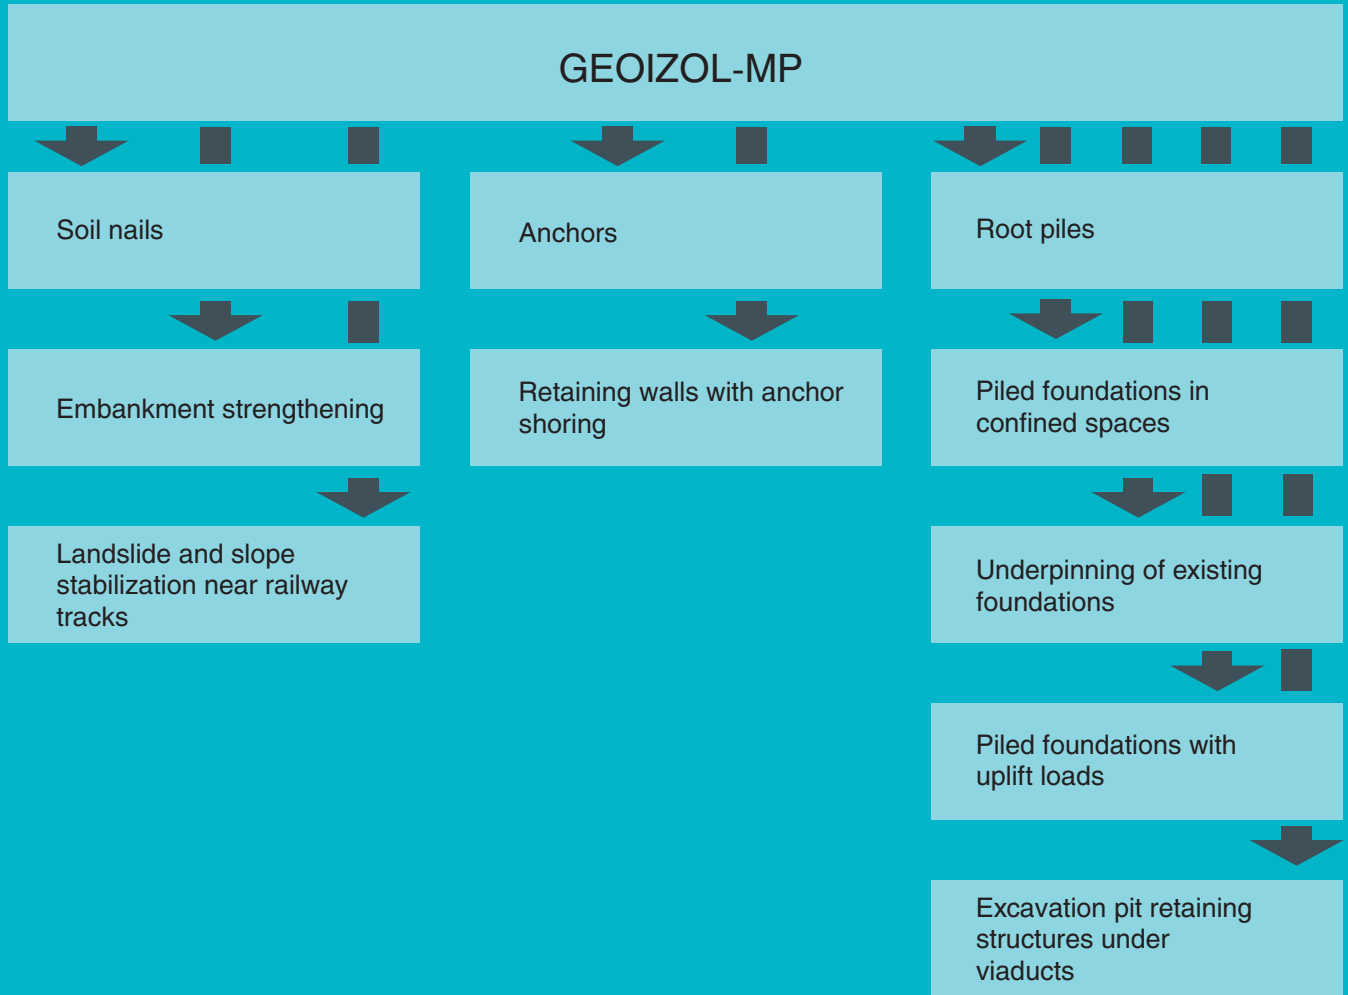 GEOIZOL-MP
Soil nails
Anchors
Root piles
Embankment strengthening
Retaining walls with anchor
shoring
Piled foundations in
confined spaces
Landslide and slope
stabilization near railway
tracks
Underpinning of existing
foundations
Piled foundations with
uplift loads
Excavation pit retaining
structures under
viaducts